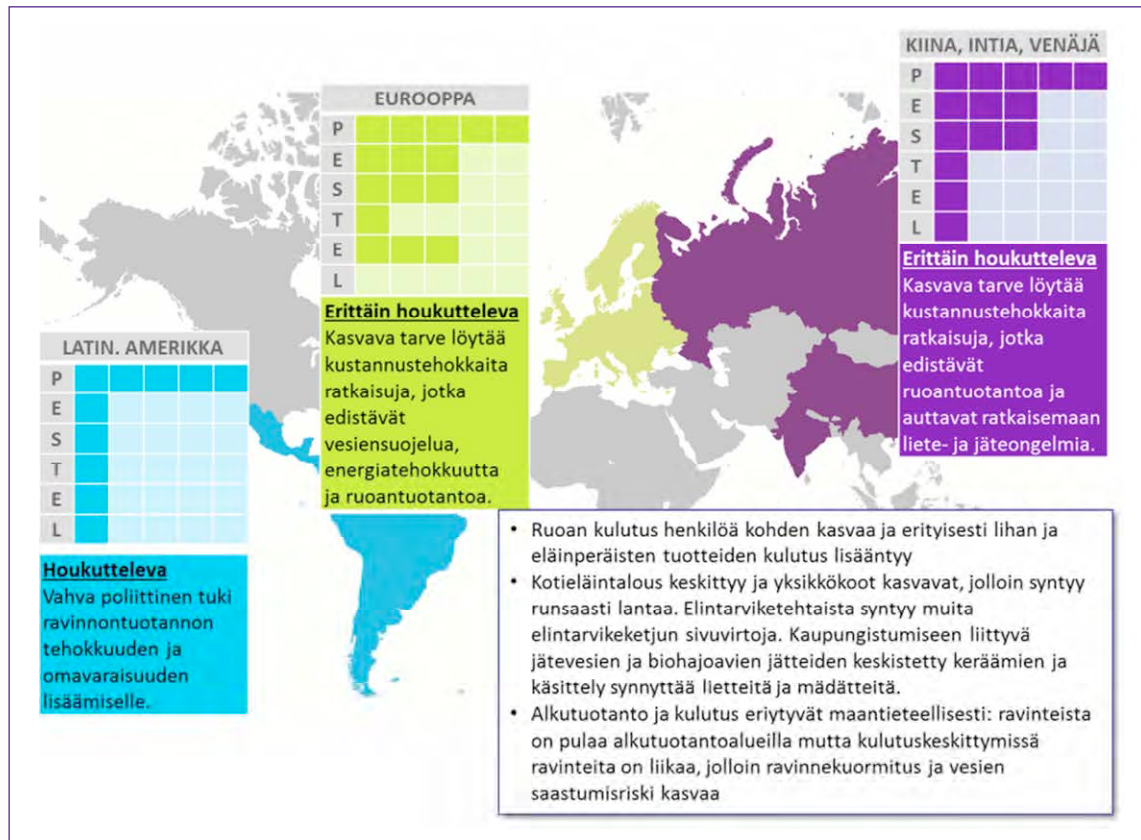 KIINA, INTIA, VENÄJÄ
P
E
S
T
E
L
Erittäin houkutteleva
Kasvava tarve löytää
kustannustehokkaita
ratkaisuja, jotka
edistävät
ruoantuotantoa ja
auttavat ratkaisemaan
liete- ja jäteongelmia.
EUROOPPA
P
E
S
T
E
L
Erittäin houkutteleva
Kasvava tarve löytää
kustannustehokkaita
ratkaisuja, jotka
edistävät
vesiensuojelua,
energiatehokkuutta
ja ruoantuotantoa.
LATIN. AMERIKKA
P
E
S
T
E
L
Houkutteleva
Vahva poliittinen tuki
ravinnontuotannon
tehokkuuden ja
omavaraisuuden
lisäämiselle.
• Ruoan kulutus henkilöä kohden kasvaa ja erityisesti lihan ja
eläinperäisten tuotteiden kulutus lisääntyy
• Kotieläintalous keskittyy ja yksikkökoot kasvavat, jolloin syntyy
runsaasti lantaa. Elintarviketehtaista syntyy muita
elintarvikeketjun sivuvirtoja. Kaupungistumiseen liittyvä
jätevesien ja biohajoavien jätteiden keskistetty keräämien ja
käsittely synnyttää lietteitä ja mädätteitä.
• Alkutuotanto ja kulutus eriytyvät maantieteellisesti: ravinteista
on pulaa alkutuotantoalueilla mutta kulutuskeskittymissä
ravinteita on liikaa, jolloin ravinnekuormitus ja vesien
saastumisriski kasvaa